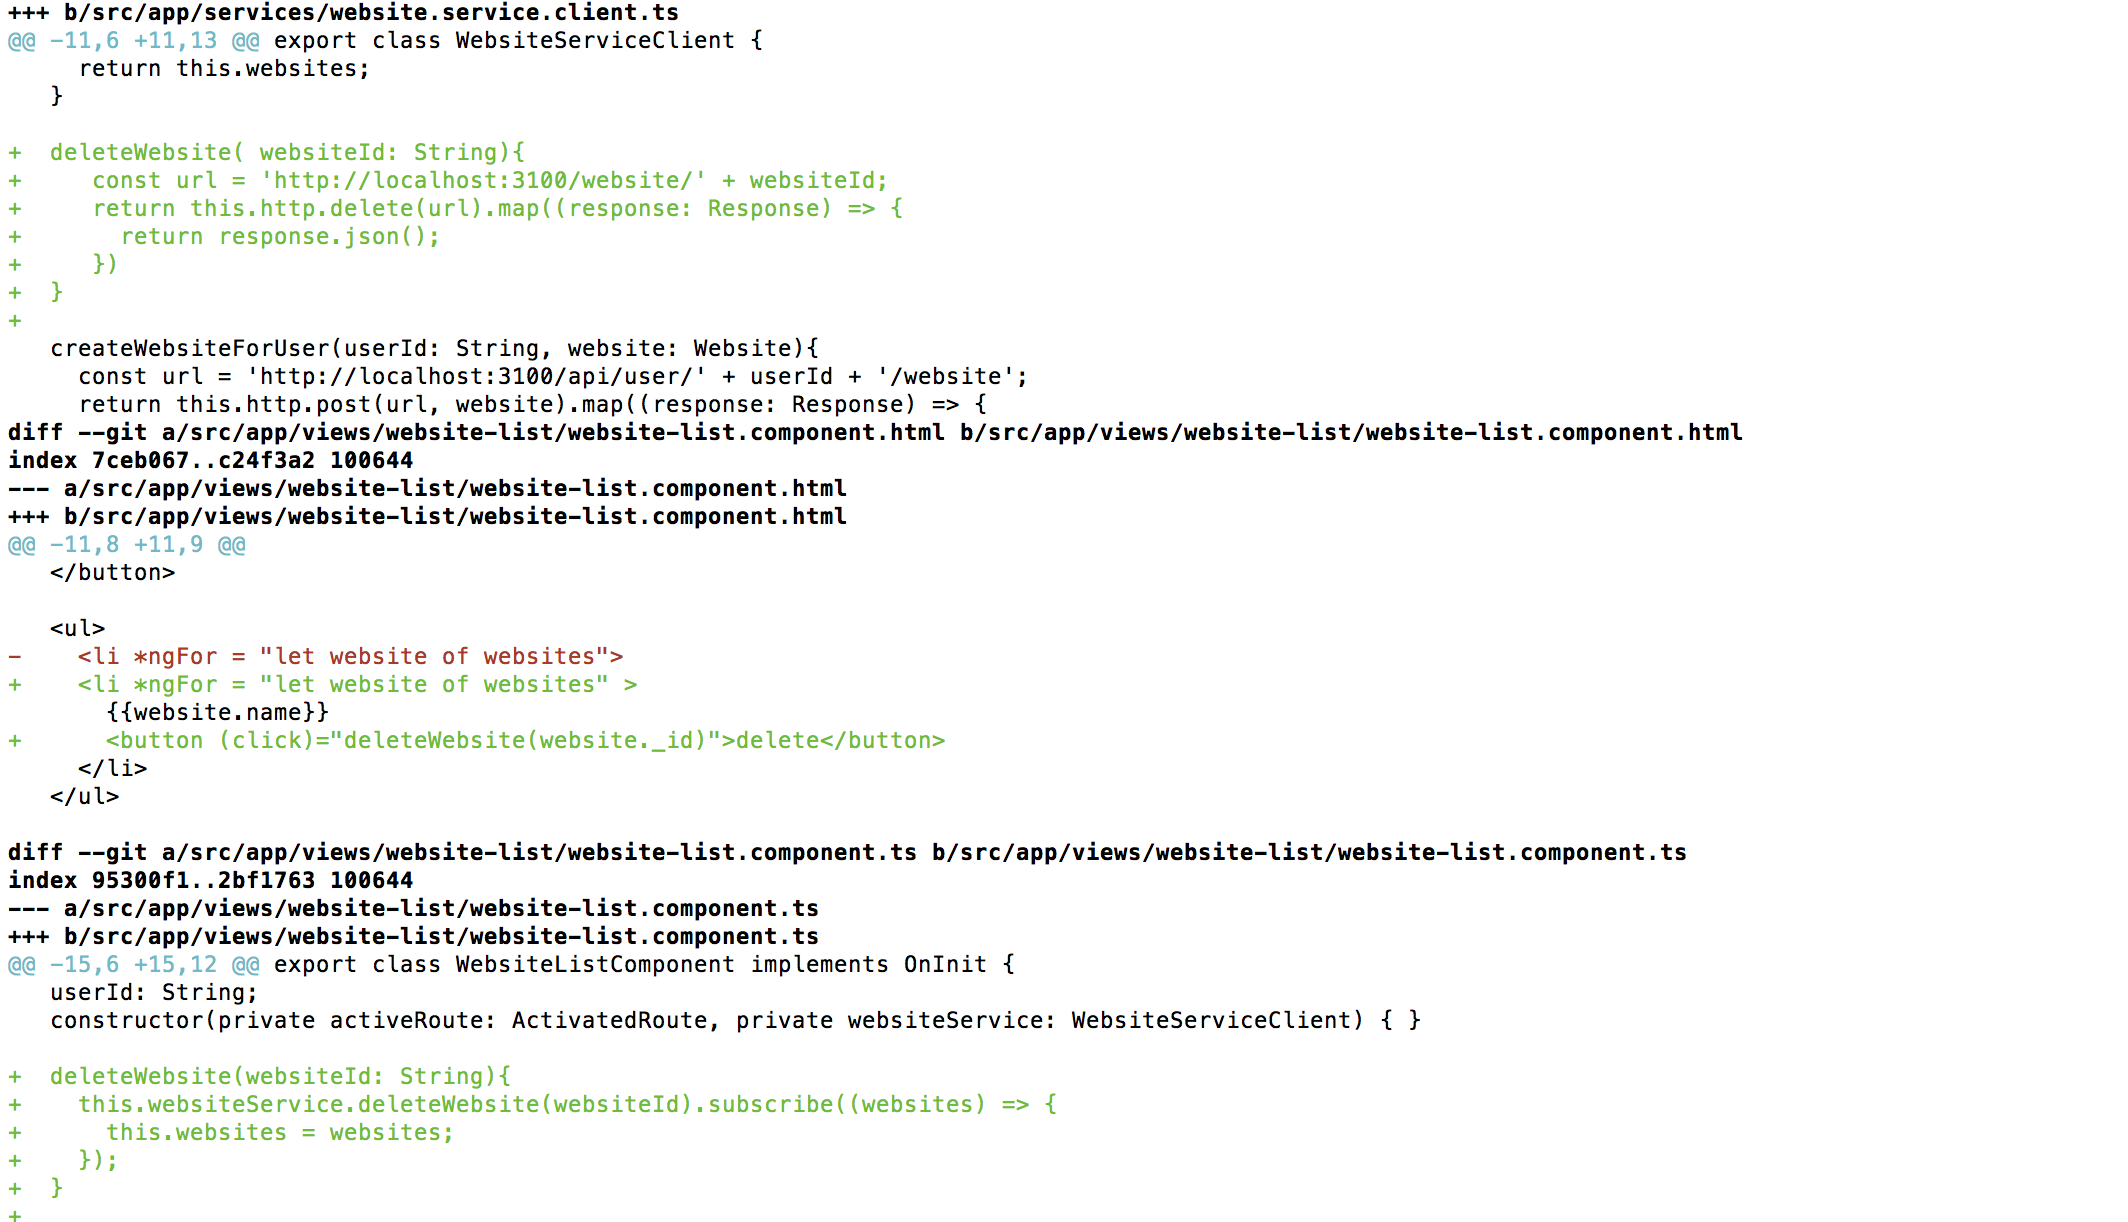 +++ b/src/app/services/website.service.client.ts
@@ -11,6 +11,13 @@ export class WebsiteServiceClient {
     return this.websites;
   }

+  deleteWebsite( websiteId: String){
+     const url = 'http://localhost:3100/website/' + websiteId;
+     return this.http.delete(url).map((response: Response) => {
+       return response.json();
+     })
+  }
+
   createWebsiteForUser(userId: String, website: Website){
     const url = 'http://localhost:3100/api/user/' + userId + '/website';
     return this.http.post(url, website).map((response: Response) => {
diff --git a/src/app/views/website-list/website-list.component.html b/src/app/views/website-list/website-list.component.html
index 7ceb067..c24f3a2 100644
--- a/src/app/views/website-list/website-list.component.html
+++ b/src/app/views/website-list/website-list.component.html
@@ -11,8 +11,9 @@
   </button>

   <ul>
-    <li *ngFor = "let website of websites">
+    <li *ngFor = "let website of websites" >
       {{website.name}}
+      <button (click)="deleteWebsite(website._id)">delete</button>
     </li>
   </ul>

diff --git a/src/app/views/website-list/website-list.component.ts b/src/app/views/website-list/website-list.component.ts
index 95300f1..2bf1763 100644
--- a/src/app/views/website-list/website-list.component.ts
+++ b/src/app/views/website-list/website-list.component.ts
@@ -15,6 +15,12 @@ export class WebsiteListComponent implements OnInit {
   userId: String;
   constructor(private activeRoute: ActivatedRoute, private websiteService: WebsiteServiceClient) { }

+  deleteWebsite(websiteId: String){
+    this.websiteService.deleteWebsite(websiteId).subscribe((websites) => {
+      this.websites = websites;
+    });
+  }
+